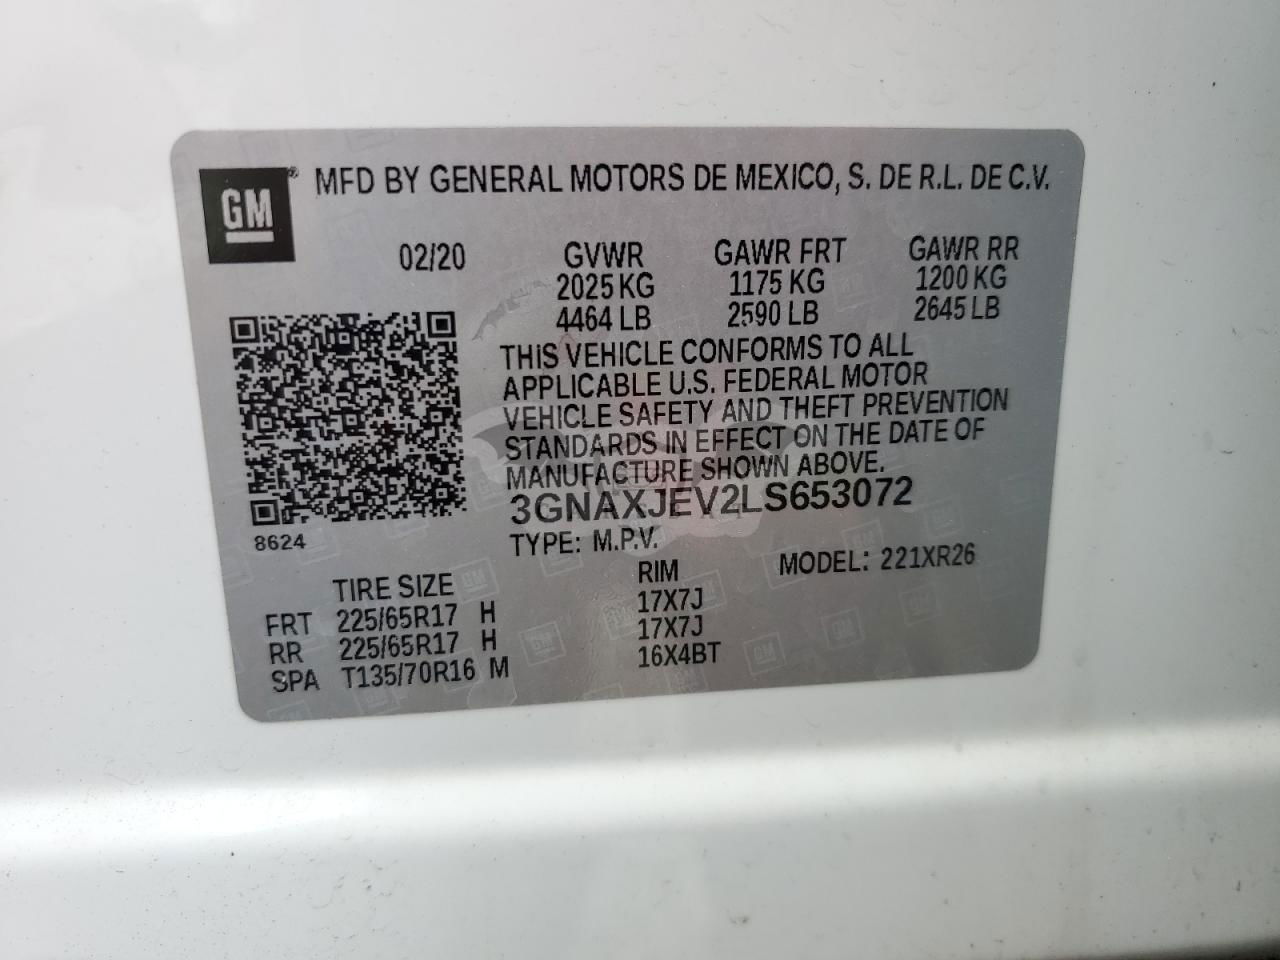 GM® MFD BY GENERAL MOTORS DE MEXICO, S. DE R.L. DE C.V.
02/20 GVWR GAWR FRT GAWR RR
2025 KG 1175 KG 1200 KG
4464 LB 2590 LB 2645 LB
THIS VEHICLE CONFORMS TO ALL
APPLICABLE U.S. FEDERAL MOTOR
VEHICLE SAFETY AND THEFT PREVENTION
STANDARDS IN EFFECT ON THE DATE OF
MANUFACTURE SHOWN ABOVE.
3GNAXJEV2LS653072
8624
TYPE: M.P.V. MODEL: 221XR26
TIRE SIZE RIM
FRT 225/65R17 H 17X7J
RR 225/65R17 H 17X7J
SPA T135/70R16 M 16X4BT